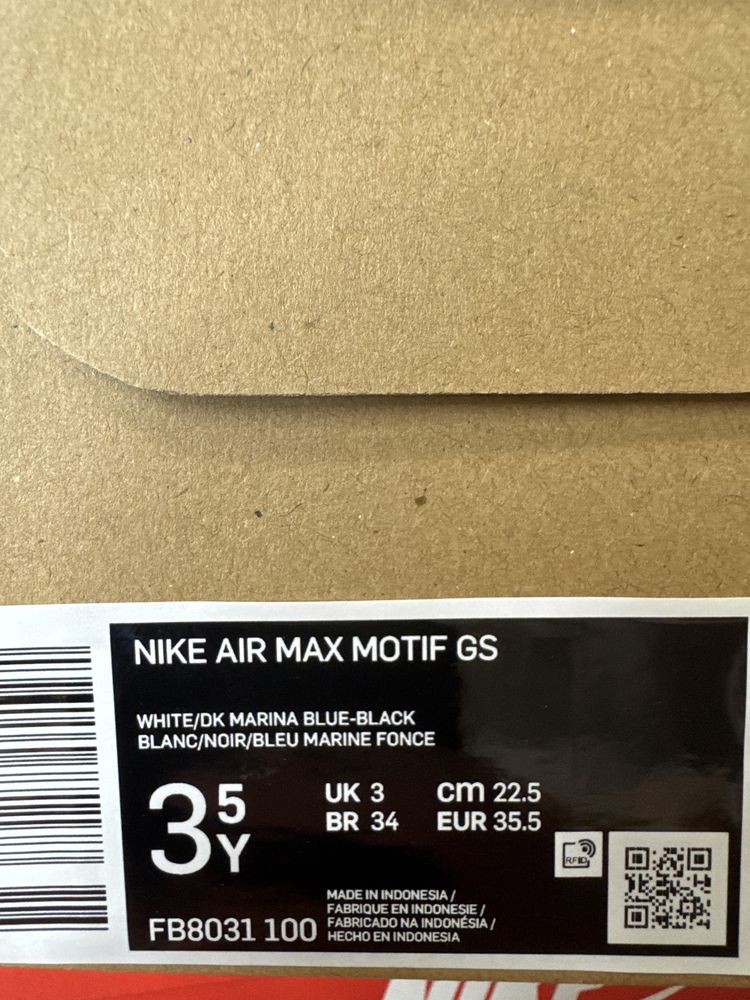 NIKE AIR MAX MOTIF GS
WHITE/DK MARINA BLUE-BLACK
BLANC/NOIR/BLEU MARINE FONCE
3 5 Y
UK 3 CM 22.5
BR 34 EUR 35.5
RFID
FB8031 100
MADE IN INDONESIA /
FABRIQUE EN INDONESIE /
FABRICADO NA INDONÉSIA /
HECHO EN INDONESIA